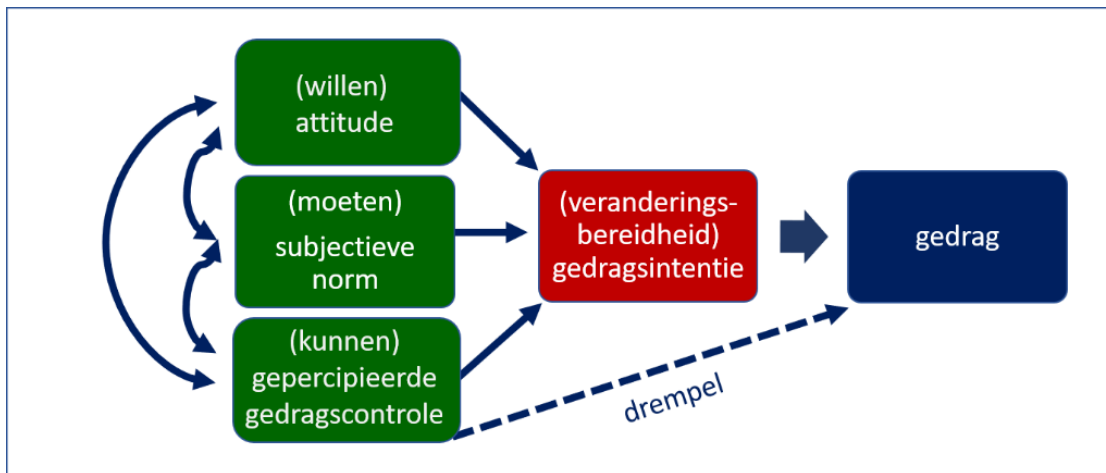 (willen)
attitude
(moeten)
subjectieve
norm
(kunnen)
gepercipieerde
gedragscontrole
(veranderings-
bereidheid)
gedragsintentie
gedrag
drempel